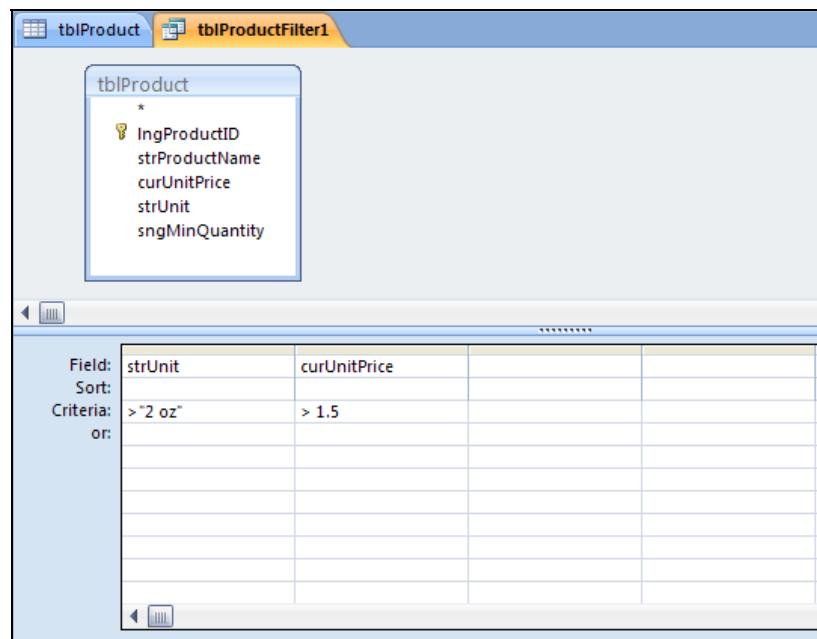 tblProduct tblProductFilter1
tblProduct
*
lngProductID
strProductName
curUnitPrice
strUnit
sngMinQuantity
Field: strUnit curUnitPrice
Sort:
Criteria: >"2 oz" > 1.5
or: